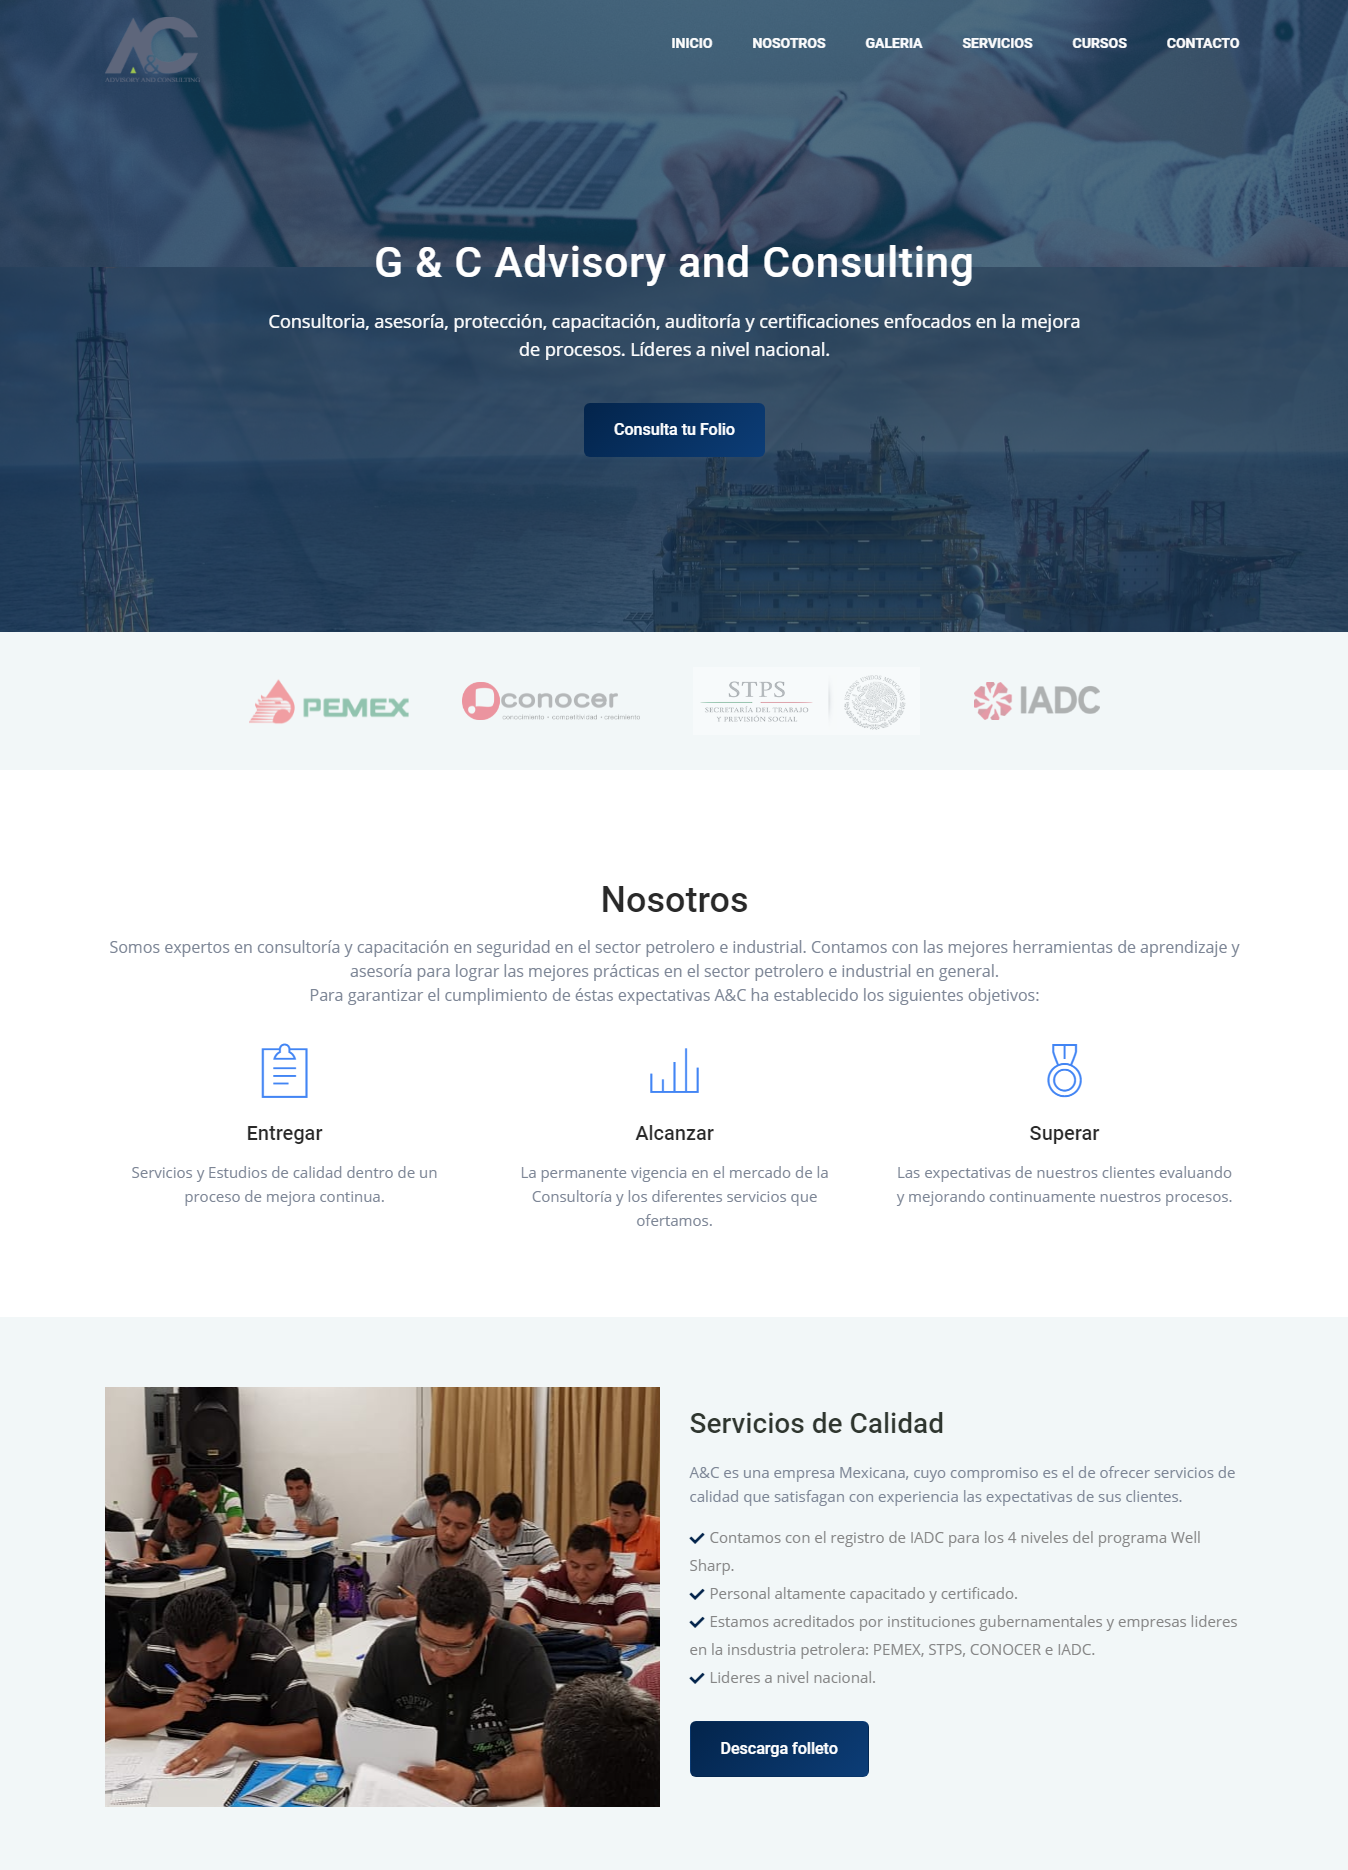 A&C
ADVISORY AND CONSULTING
INICIO NOSOTROS GALERIA SERVICIOS CURSOS CONTACTO
G & C Advisory and Consulting
Consultoria, asesoría, protección, capacitación, auditoría y certificaciones enfocados en la mejora
de procesos. Líderes a nivel nacional.
Consulta tu Folio
PEMEX
conocer
conocimiento • competitividad • crecimiento
STPS
SECRETARÍA DEL TRABAJO
Y PREVISIÓN SOCIAL
ESTADOS UNIDOS MEXICANOS
IADC
Nosotros
Somos expertos en consultoría y capacitación en seguridad en el sector petrolero e industrial. Contamos con las mejores herramientas de aprendizaje y
asesoría para lograr las mejores prácticas en el sector petrolero e industrial en general.
Para garantizar el cumplimiento de éstas expectativas A&C ha establecido los siguientes objetivos:
Entregar
Servicios y Estudios de calidad dentro de un
proceso de mejora continua.
Alcanzar
La permanente vigencia en el mercado de la
Consultoría y los diferentes servicios que
ofertamos.
Superar
Las expectativas de nuestros clientes evaluando
y mejorando continuamente nuestros procesos.
Servicios de Calidad
A&C es una empresa Mexicana, cuyo compromiso es el de ofrecer servicios de
calidad que satisfagan con experiencia las expectativas de sus clientes.
Contamos con el registro de IADC para los 4 niveles del programa Well
Sharp.
Personal altamente capacitado y certificado.
Estamos acreditados por instituciones gubernamentales y empresas lideres
en la insdustria petrolera: PEMEX, STPS, CONOCER e IADC.
Lideres a nivel nacional.
Descarga folleto